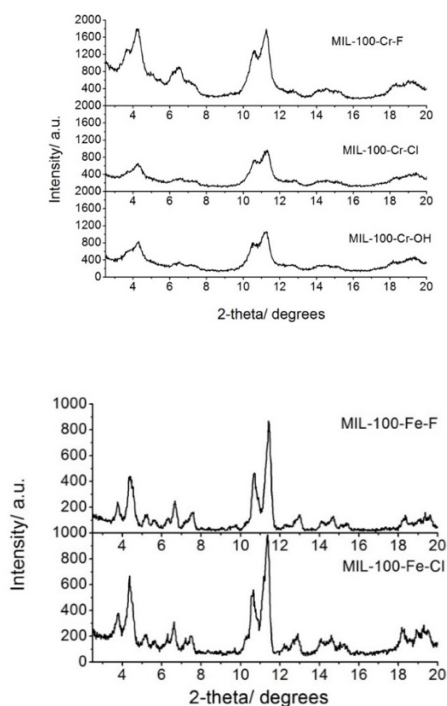 2000
1600
1200
800
400
MIL-100-Cr-F
4 6 8 10 12 14 16 18 20
2000
1600
1200
800
400
MIL-100-Cr-Cl
4 6 8 10 12 14 16 18 20
2000
1600
1200
800
400
0
MIL-100-Cr-OH
4 6 8 10 12 14 16 18 20
Intensity/ a.u.
2-theta/ degrees
1000
800
600
400
200
MIL-100-Fe-F
4 6 8 10 12 14 16 18 20
1000
800
600
400
200
0
MIL-100-Fe-Cl
4 6 8 10 12 14 16 18 20
Intensity/ a.u.
2-theta/ degrees